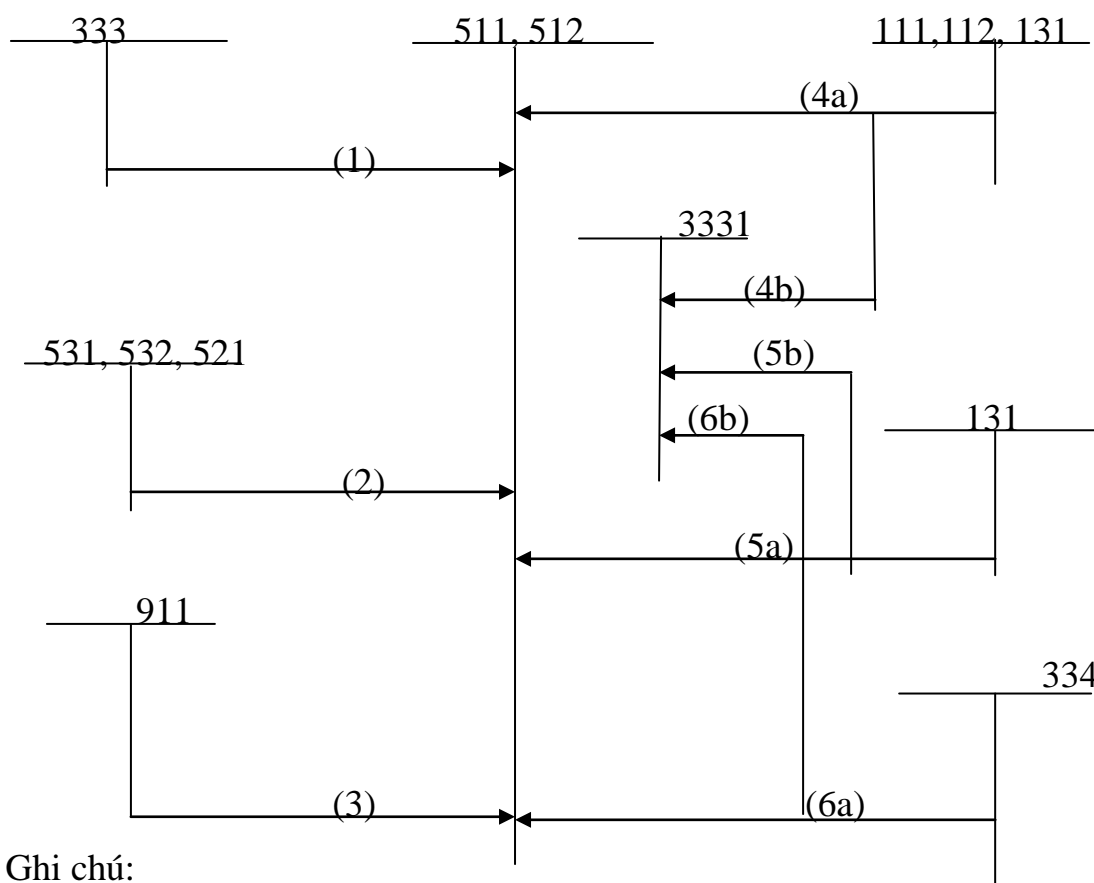 333 511, 512 111,112, 131
(4a)
(1)
3331
(4b)
531, 532, 521 (5b)
(6b) 131
(2)
(5a)
911
334
(3) (6a)
Ghi chú: